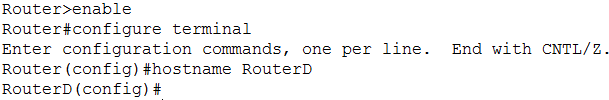 Router>enable
Router#configure terminal
Enter configuration commands, one per line.  End with CNTL/Z.
Router(config)#hostname RouterD
RouterD(config)#